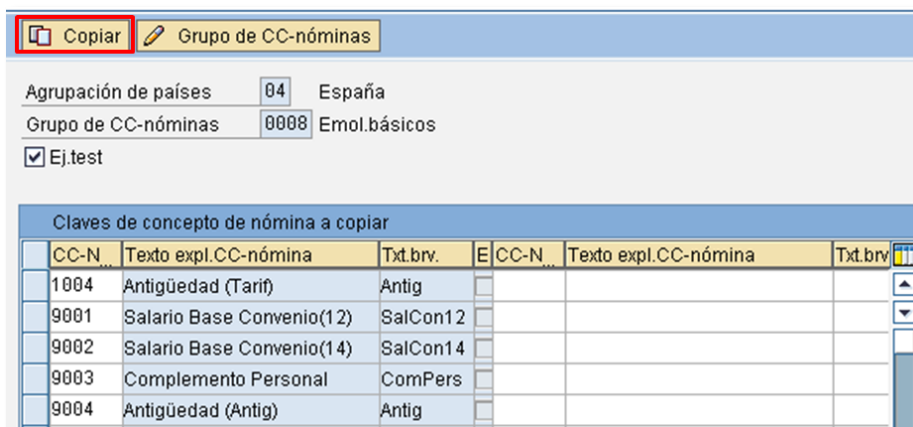 Copiar Grupo de CC-nóminas
Agrupación de países 04 España
Grupo de CC-nóminas 0008 Emol.básicos
Ej.test
Claves de concepto de nómina a copiar
CC-N... Texto expl.CC-nómina Txt.brv. E CC-N... Texto expl.CC-nómina Txt.brv
1004 Antigüedad (Tarif) Antig
9001 Salario Base Convenio(12) SalCon12
9002 Salario Base Convenio(14) SalCon14
9003 Complemento Personal ComPers
9004 Antigüedad (Antig) Antig